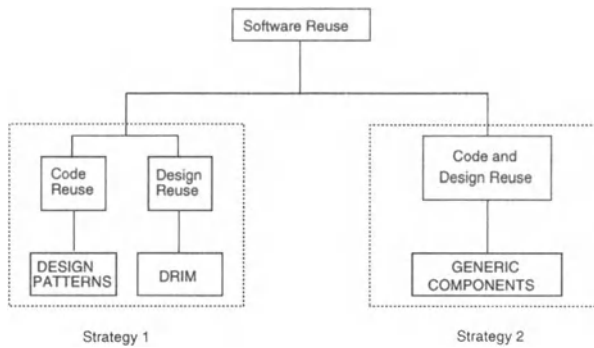 Software Reuse
Code
Reuse
Design
Reuse
DESIGN
PATTERNS
DRIM
Strategy 1
Code and
Design Reuse
GENERIC
COMPONENTS
Strategy 2